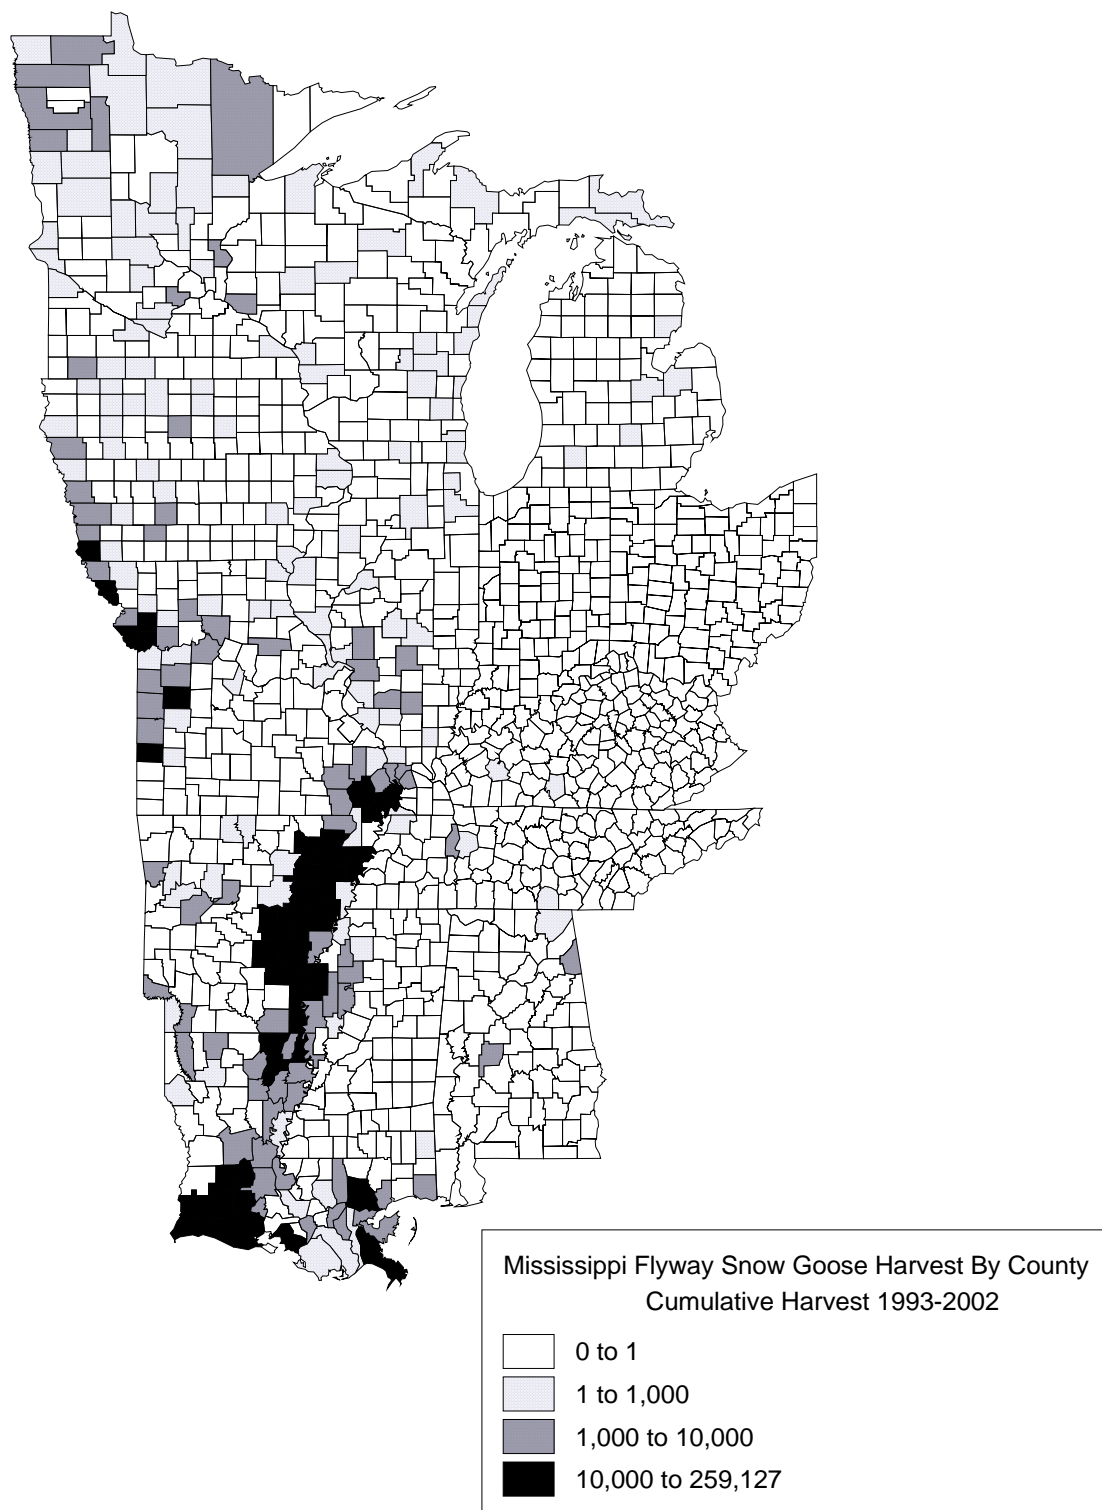 Mississippi Flyway Snow Goose Harvest By County
Cumulative Harvest 1993-2002
0 to 1
1 to 1,000
1,000 to 10,000
10,000 to 259,127